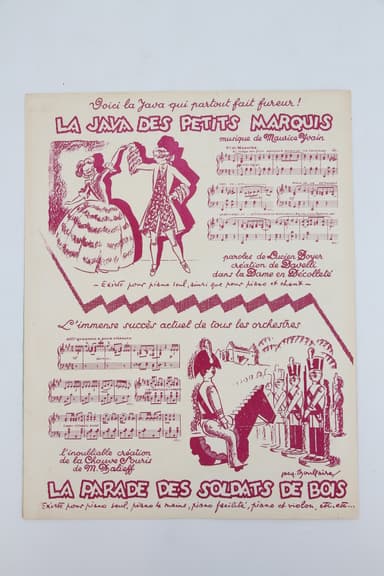 Voici la Java qui partout fait fureur !
LA JAVA DES PETITS MARQUIS
musique de Maurice Yvain
paroles de Lucien Boyer
création de Davelli
dans la Dame en Décolleté
- Existe pour piano seul, ainsi que pour piano et chant -
L'immense succès actuel de tous les orchestres
L'inoubliable création
de la Chauve Souris
de M. Balieff
LA PARADE DES SOLDATS DE BOIS
Existe pour piano seul, piano 4 mains, piano facilité, piano et violon, etc. etc...